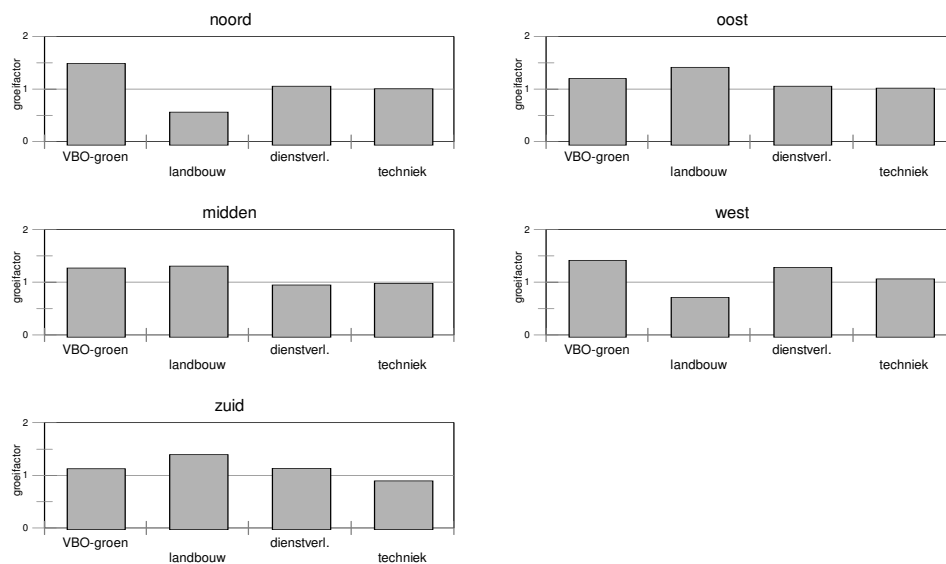 noord
2
groeifactor
1
0
VBO-groen dienstverl.
landbouw techniek
oost
2
groeifactor
1
0
VBO-groen dienstverl.
landbouw techniek
midden
2
groeifactor
1
0
VBO-groen dienstverl.
landbouw techniek
west
2
groeifactor
1
0
VBO-groen dienstverl.
landbouw techniek
zuid
2
groeifactor
1
0
VBO-groen dienstverl.
landbouw techniek